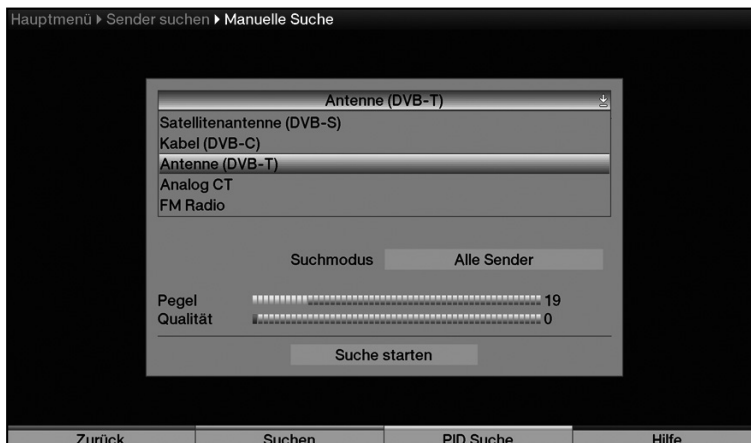 Hauptmenü ▸ Sender suchen ▸ Manuelle Suche
Antenne (DVB-T)
Satellitenantenne (DVB-S)
Kabel (DVB-C)
Antenne (DVB-T)
Analog CT
FM Radio
Suchmodus Alle Sender
Pegel 19
Qualität 0
Suche starten
Zurück Suchen PID Suche Hilfe